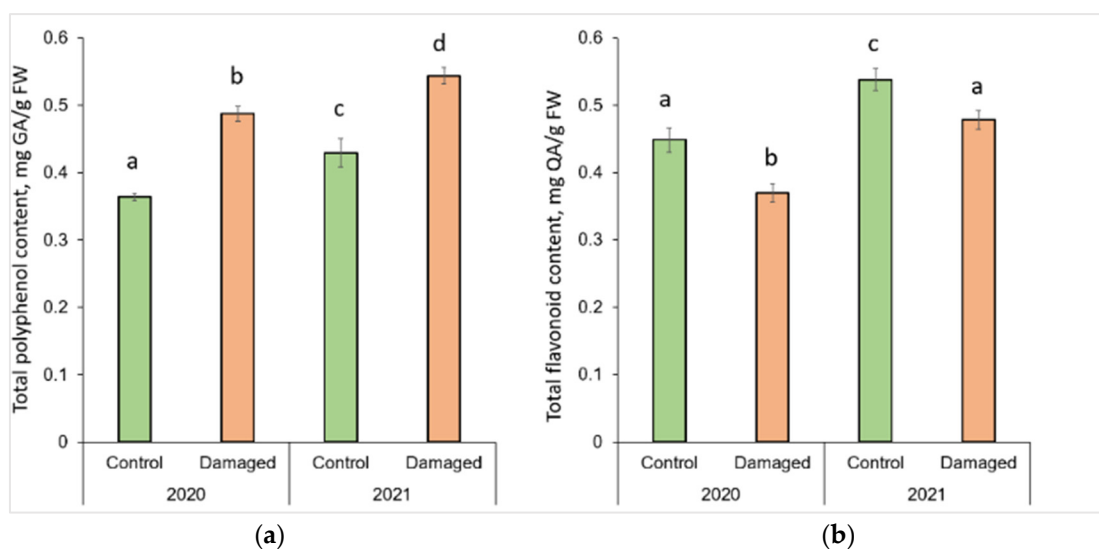 Total polyphenol content, mg GA/g FW
0.6
0.5
0.4
0.3
0.2
0.1
0
a
b
c
d
Control
Damaged
Control
Damaged
2020
2021
(a)
Total flavonoid content, mg QA/g FW
0.6
0.5
0.4
0.3
0.2
0.1
0
a
b
c
a
Control
Damaged
Control
Damaged
2020
2021
(b)